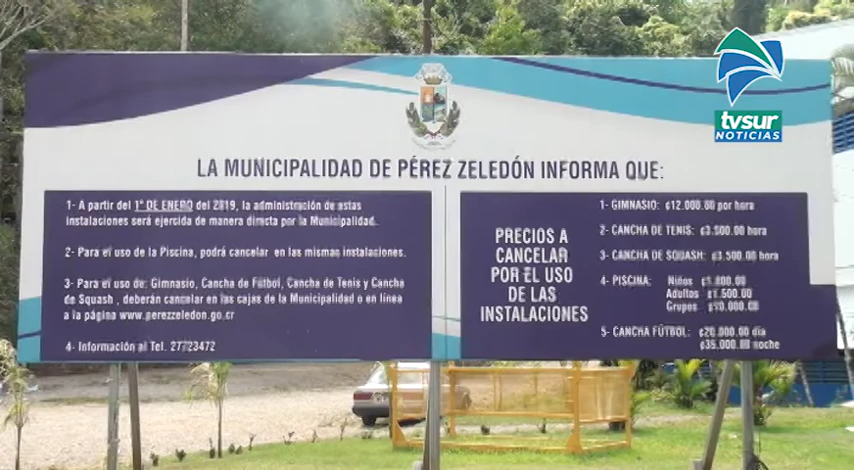 tvsur
NOTICIAS
LA MUNICIPALIDAD DE PÉREZ ZELEDÓN INFORMA QUE:
1- A partir del 1° DE ENERO del 2019, la administración de estas
instalaciones será ejercida de manera directa por la Municipalidad.
2- Para el uso de la Piscina, podrá cancelar en las mismas instalaciones.
3- Para el uso de: Gimnasio, Cancha de Fútbol, Cancha de Tenis y Cancha
de Squash, deberán cancelar en las cajas de la Municipalidad o en línea
a la página www.perezzeledon.go.cr
4- Información al Tel. 27723472
PRECIOS A
CANCELAR
POR EL USO
DE LAS
INSTALACIONES
1- GIMNASIO: ¢12.000.00 por hora
2- CANCHA DE TENIS: ¢3.500.00 hora
3- CANCHA DE SQUASH: ¢3.500.00 hora
4- PISCINA: Niños
Adultos ¢1.500.00
Grupos
5- CANCHA FÚTBOL: ¢20.000.00 día
¢35.000.00 noche